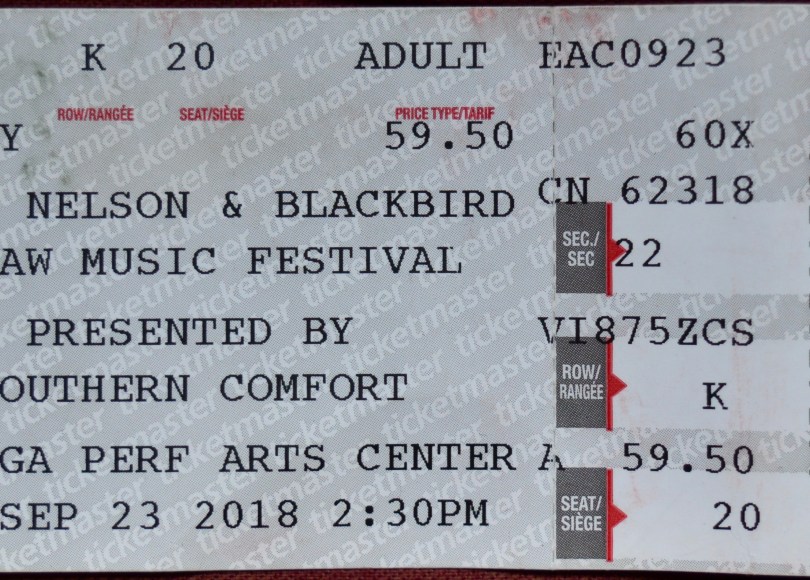 K 20 ADULT EAC0923
ROW/RANGÉE SEAT/SIÈGE PRICE TYPE/TARIF
Y 59.50 60X
NELSON & BLACKBIRD CN 62318
AW MUSIC FESTIVAL SEC./SEC 22
PRESENTED BY VI875ZCS
OUTHERN COMFORT ROW/RANGÉE K
GA PERF ARTS CENTER A 59.50
SEP 23 2018 2:30PM SEAT/SIÈGE 20